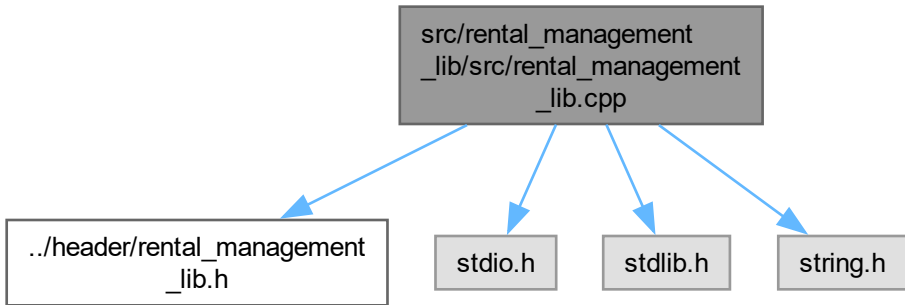 src/rental_management
_lib/src/rental_management
_lib.cpp
../header/rental_management
_lib.h
stdio.h
stdlib.h
string.h